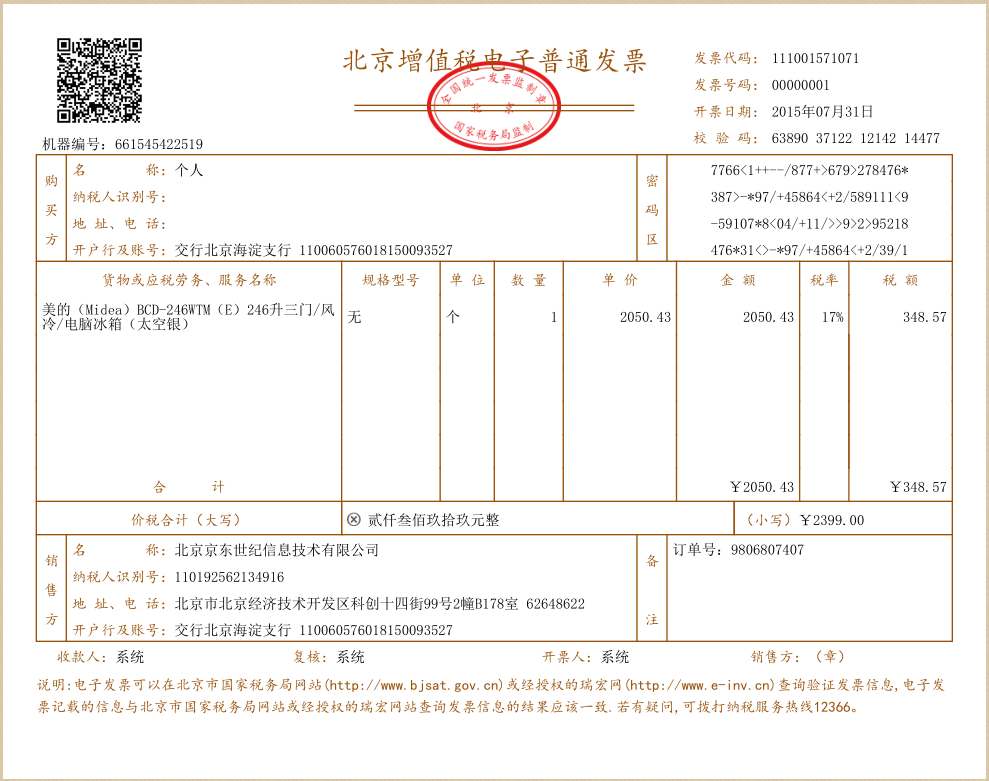 北京增值税电子普通发票
全国统一发票监制章
北 京
国家税务局监制
发票代码: 111001571071
发票号码: 00000001
开票日期: 2015年07月31日
校 验 码: 63890 37122 12142 14477
机器编号: 661545422519
购买方
名 称: 个人
纳税人识别号:
地 址、电 话:
开户行及账号: 交行北京海淀支行 110060576018150093527
密码区
7766<1++--/877+>679>278476*
387>-*97/+45864<+2/589111<9
-59107*8<04/+11/>>9>2>95218
476*31<>-*97/+45864<+2/39/1
货物或应税劳务、服务名称 规格型号 单 位 数 量 单 价 金 额 税率 税 额
美的（Midea）BCD-246WTM（E）246升三门/风
冷/电脑冰箱（太空银） 无 个 1 2050.43 2050.43 17% 348.57
合 计 ￥2050.43 ￥348.57
价税合计（大写） ⊗ 贰仟叁佰玖拾玖元整 （小写）￥2399.00
销售方
名 称: 北京京东世纪信息技术有限公司
纳税人识别号: 110192562134916
地 址、电 话: 北京市北京经济技术开发区科创十四街99号2幢B178室 62648622
开户行及账号: 交行北京海淀支行 110060576018150093527
备注
订单号: 9806807407
收款人: 系统 复核: 系统 开票人: 系统 销售方: （章）
说明:电子发票可以在北京市国家税务局网站(http://www.bjsat.gov.cn)或经授权的瑞宏网(http://www.e-inv.cn)查询验证发票信息,电子发
票记载的信息与北京市国家税务局网站或经授权的瑞宏网站查询发票信息的结果应该一致.若有疑问,可拨打纳税服务热线12366。